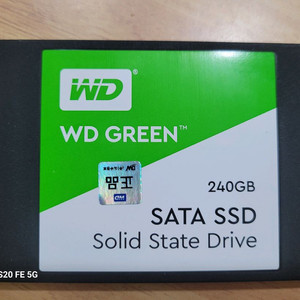 WD
WD GREEN™
240GB
SATA SSD
Solid State Drive
S20 FE 5G